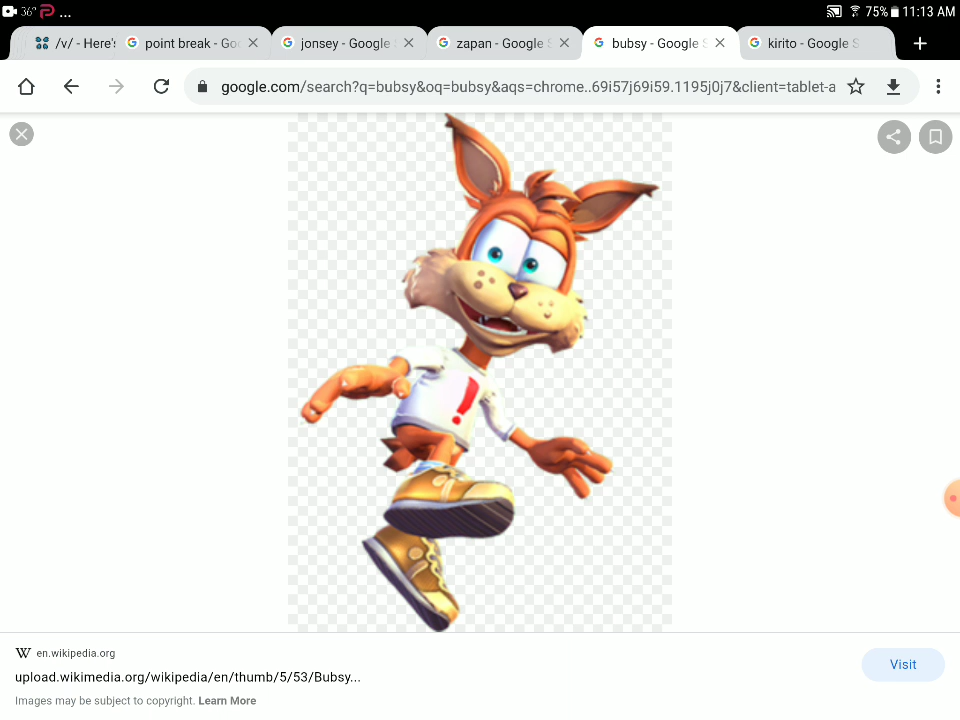 36° ... 75% 11:13 AM
/v/ - Here's point break - Goo jonsey - Google S zapan - Google S bubsy - Google S kirito - Google S
google.com/search?q=bubsy&oq=bubsy&aqs=chrome..69i57j69i59.1195j0j7&client=tablet-a
!
W en.wikipedia.org
upload.wikimedia.org/wikipedia/en/thumb/5/53/Bubsy...
Visit
Images may be subject to copyright. Learn More